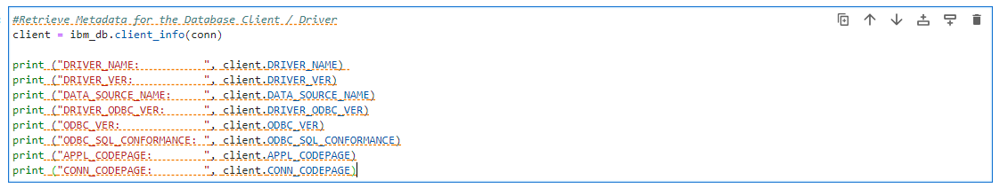 #Retrieve Metadata for the Database Client / Driver
client = ibm_db.client_info(conn)

print ("DRIVER_NAME:          ", client.DRIVER_NAME)
print ("DRIVER_VER:           ", client.DRIVER_VER)
print ("DATA_SOURCE_NAME:     ", client.DATA_SOURCE_NAME)
print ("DRIVER_ODBC_VER:      ", client.DRIVER_ODBC_VER)
print ("ODBC_VER:             ", client.ODBC_VER)
print ("ODBC_SQL_CONFORMANCE: ", client.ODBC_SQL_CONFORMANCE)
print ("APPL_CODEPAGE:        ", client.APPL_CODEPAGE)
print ("CONN_CODEPAGE:        ", client.CONN_CODEPAGE)